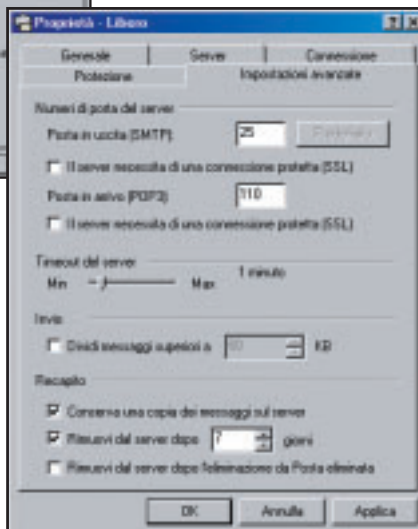 Proprietà - Libero
Generale Server Connessione
Protezione Impostazioni avanzate
Numeri di porta del server
Posta in uscita (SMTP): 25 Predefinito
Il server necessita di una connessione protetta (SSL)
Posta in arrivo (POP3): 110
Il server necessita di una connessione protetta (SSL)
Timeout del server
Min Max 1 minuto
Invio
Dividi messaggi superiori a KB
Recapito
Conserva una copia dei messaggi sul server
Rimuovi dal server dopo 7 giorni
Rimuovi dal server dopo l'eliminazione da Posta eliminata
OK Annulla Applica